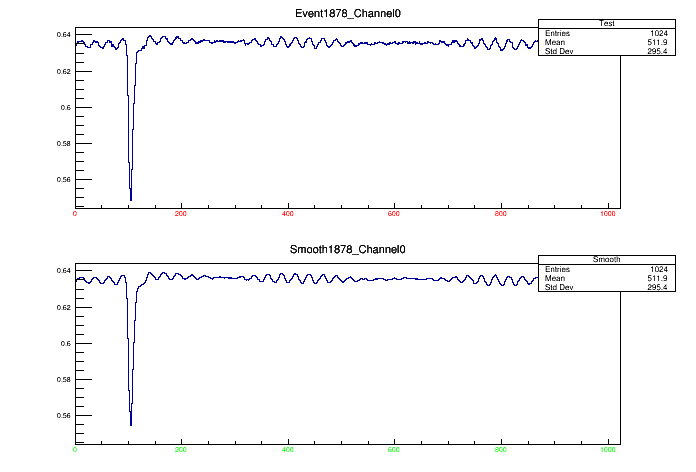 Event1878_Channel0
Test
Entries 1024
Mean 511.9
Std Dev 295.4
0.64
0.62
0.6
0.58
0.56
0 200 400 600 800 1000
Smooth1878_Channel0
Smooth
Entries 1024
Mean 511.9
Std Dev 295.4
0.64
0.62
0.6
0.58
0.56
0 200 400 600 800 1000